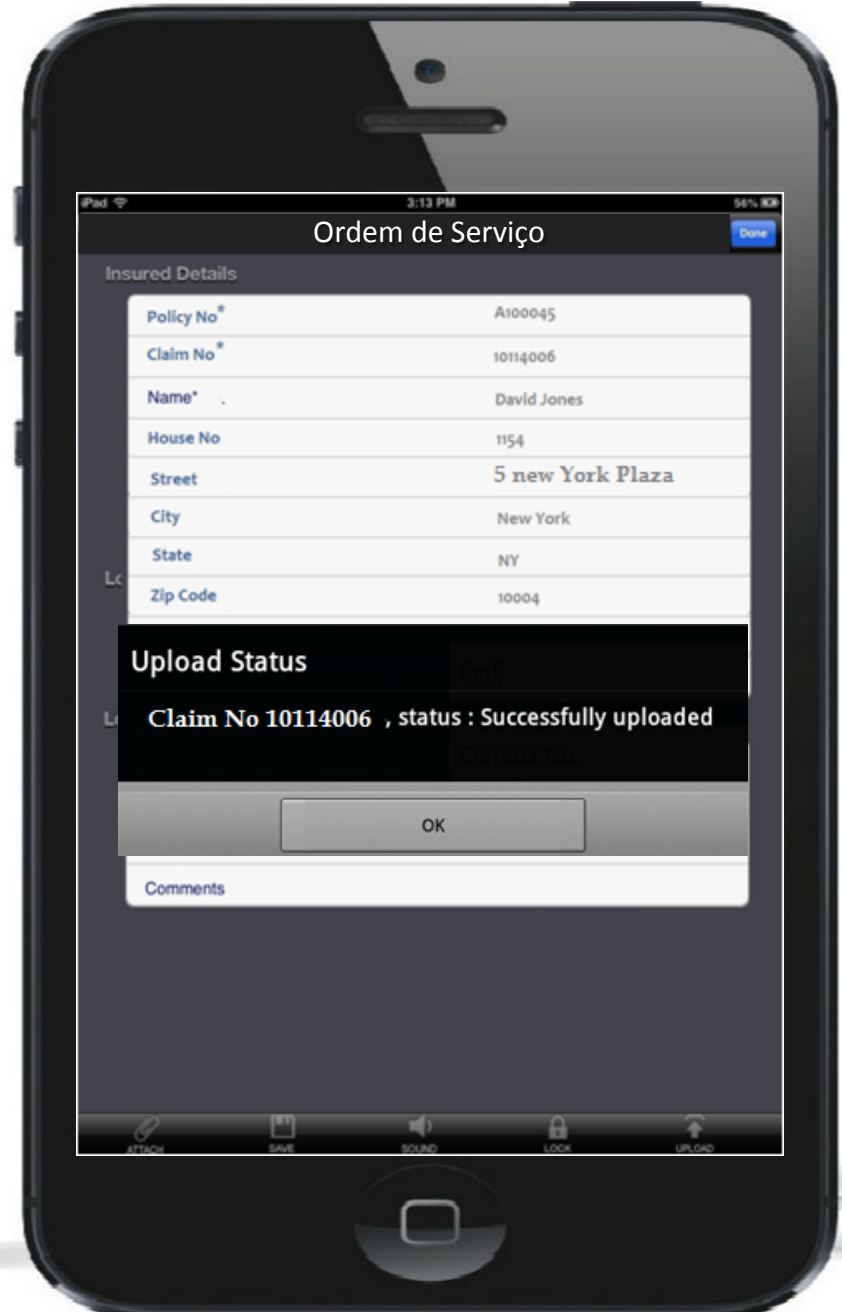 iPad 3:13 PM 56%
Ordem de Serviço Done
Insured Details
Policy No* A100045
Claim No* 10114006
Name* . David Jones
House No 1154
Street 5 new York Plaza
City New York
State NY
Lo
Zip Code 10004
Upload Status
Lo
Claim No 10114006 , status : Successfully uploaded
Contact No.
OK
Comments
ATTACH SAVE SOUND LOCK UPLOAD